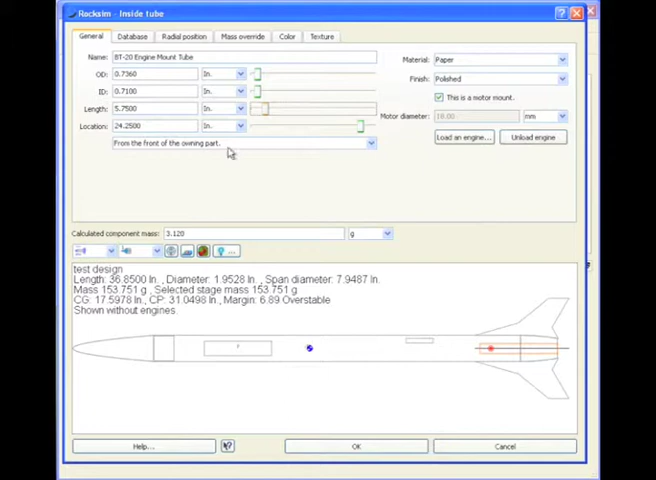 Rocksim - Inside tube
General Database Radial position Mass override Color Texture
Name: BT-20 Engine Mount Tube
OD: 0.7360 In.
ID: 0.7100 In.
Length: 5.7500 In.
Location: 24.2500 In.
From the front of the owning part.
Material: Paper
Finish: Polished
This is a motor mount.
Motor diameter: 18.00 mm
Load an engine... Unload engine
Calculated component mass: 3.120 g
...
test design
Length: 36.8500 In. , Diameter: 1.9528 In. , Span diameter: 7.9487 In.
Mass 153.751 g , Selected stage mass 153.751 g
CG: 17.5978 In., CP: 31.0498 In., Margin: 6.89 Overstable
Shown without engines.
Help... OK Cancel